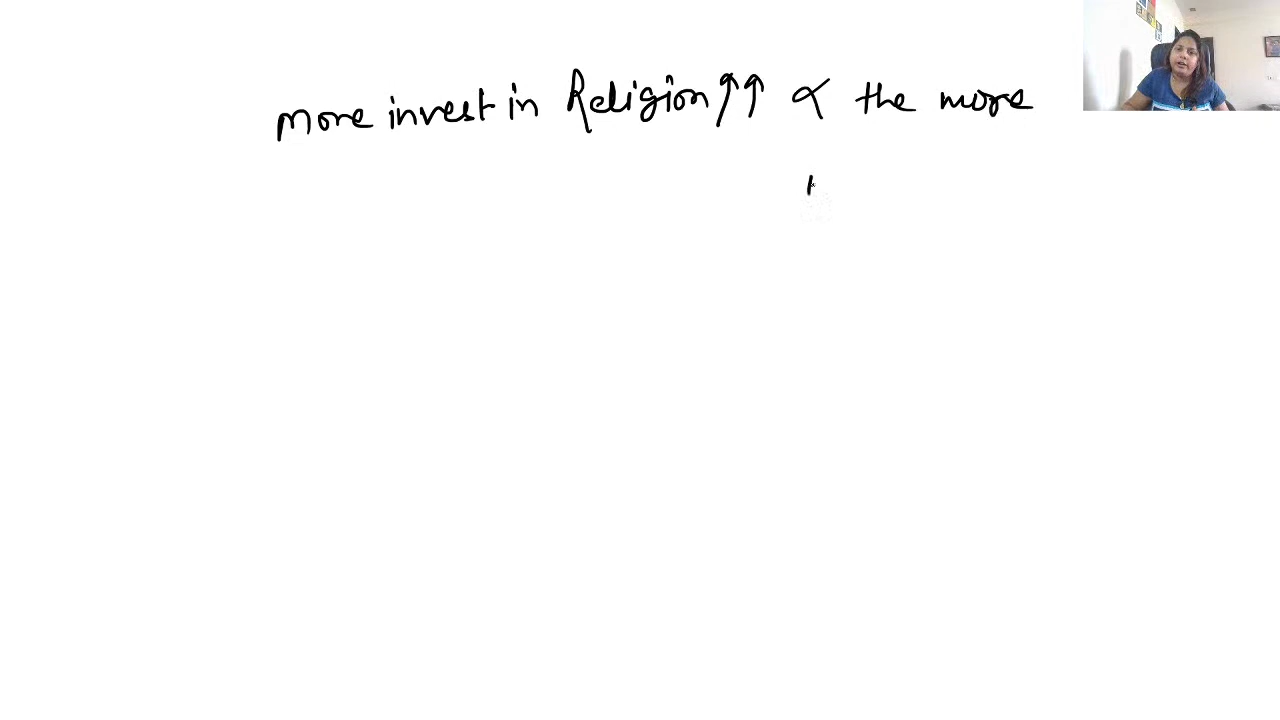 more invest in Religion ↑↑ ∝ the more